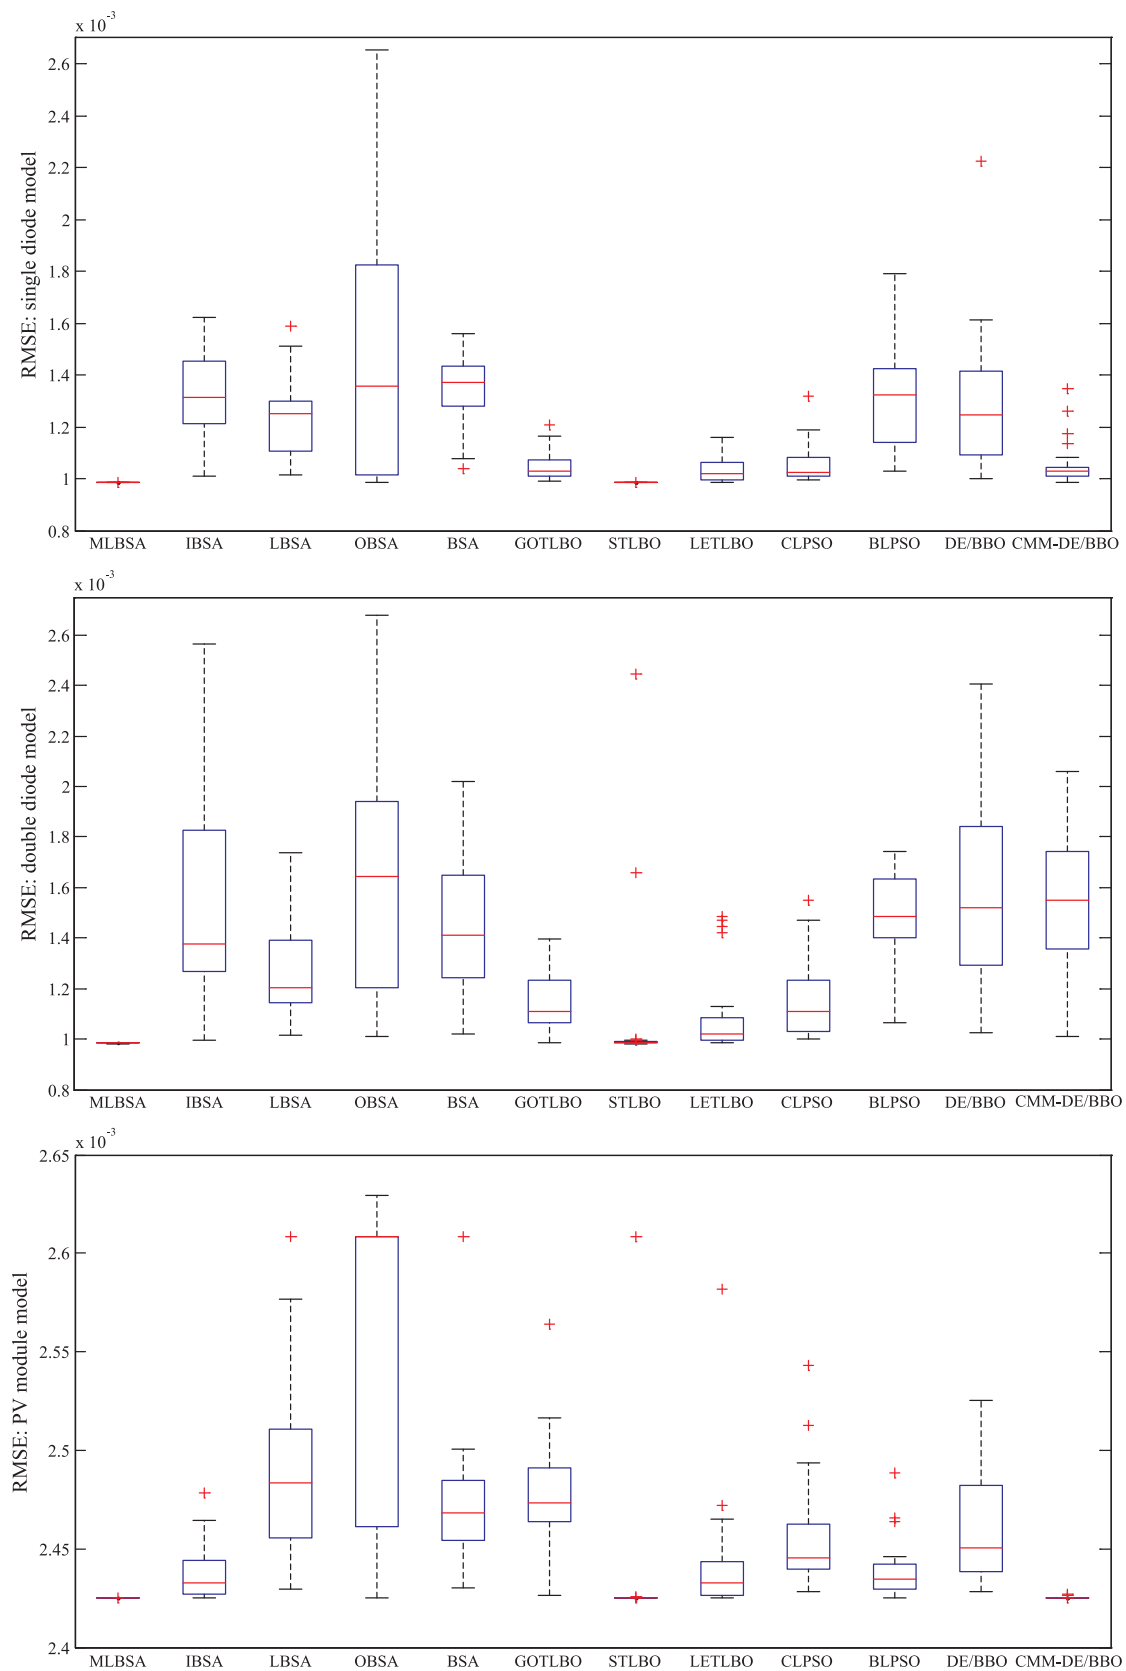 x 10-3
2.6
2.4
2.2
2
1.8
1.6
1.4
1.2
1
0.8
RMSE: single diode model
MLBSA IBSA LBSA OBSA BSA GOTLBO STLBO LETLBO CLPSO BLPSO DE/BBO CMM-DE/BBO
x 10-3
2.6
2.4
2.2
2
1.8
1.6
1.4
1.2
1
0.8
RMSE: double diode model
MLBSA IBSA LBSA OBSA BSA GOTLBO STLBO LETLBO CLPSO BLPSO DE/BBO CMM-DE/BBO
x 10-3
2.65
2.6
2.55
2.5
2.45
2.4
RMSE: PV module model
MLBSA IBSA LBSA OBSA BSA GOTLBO STLBO LETLBO CLPSO BLPSO DE/BBO CMM-DE/BBO